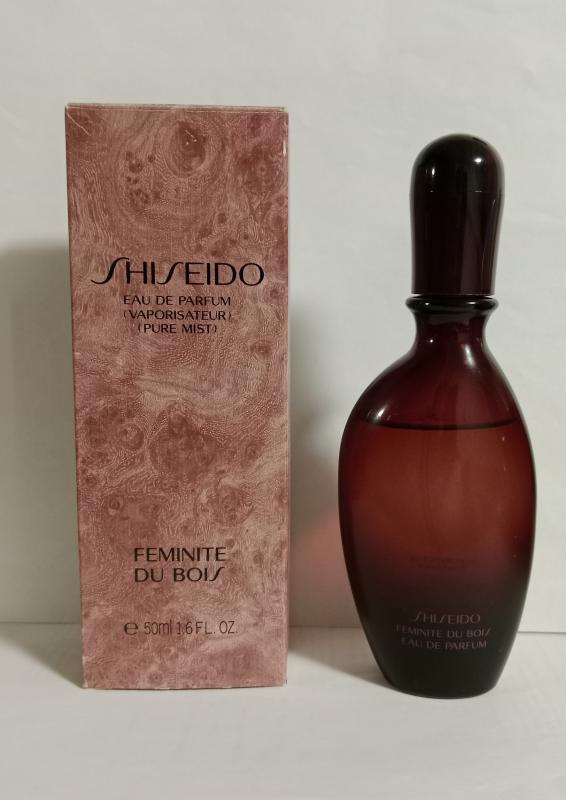 SHISEIDO
EAU DE PARFUM
(VAPORISATEUR)
(PURE MIST)
FEMINITE
DU BOIS
℮ 50ml 1.6 FL. OZ.
SHISEIDO
FEMINITE DU BOIS
EAU DE PARFUM